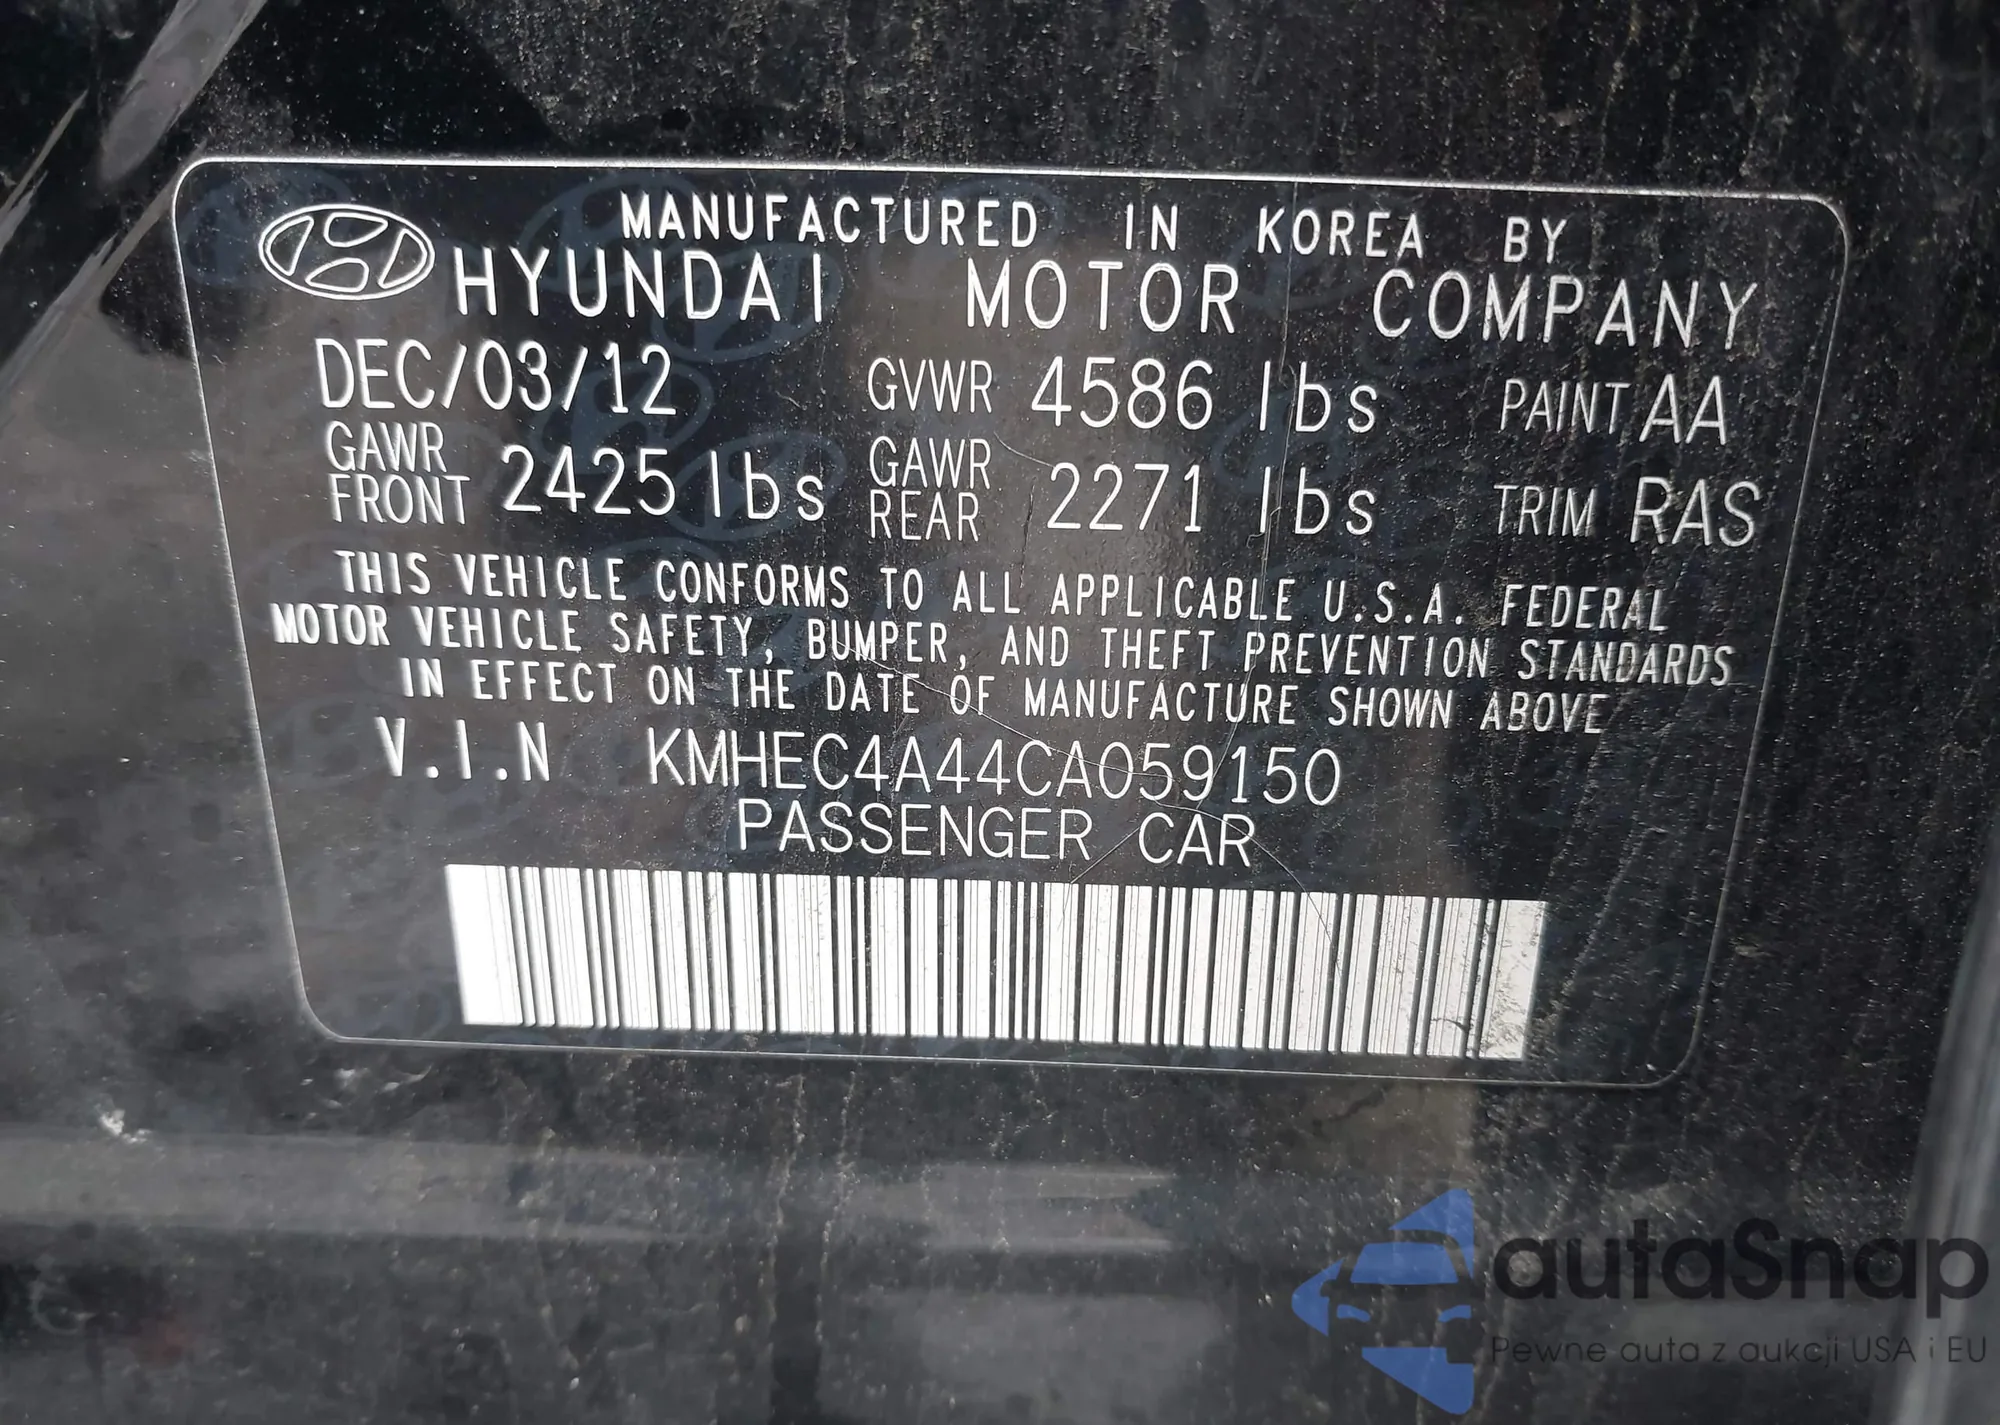 MANUFACTURED IN KOREA BY
HYUNDAI MOTOR COMPANY
DEC/03/12 GVWR 4586 lbs PAINT AA
GAWR FRONT 2425 lbs GAWR REAR 2271 lbs TRIM RAS
THIS VEHICLE CONFORMS TO ALL APPLICABLE U.S.A. FEDERAL
MOTOR VEHICLE SAFETY, BUMPER, AND THEFT PREVENTION STANDARDS
IN EFFECT ON THE DATE OF MANUFACTURE SHOWN ABOVE
V.I.N KMHEC4A44CA059150
PASSENGER CAR
autaSnap
Pewne auta z aukcji USA i EU